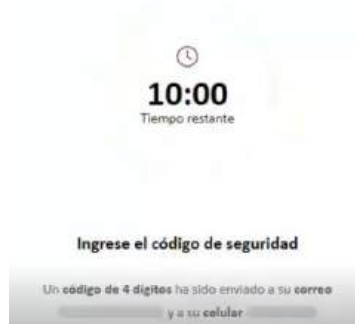 10:00
Tiempo restante
Ingrese el código de seguridad
Un código de 4 dígitos ha sido enviado a su correo
y a su celular